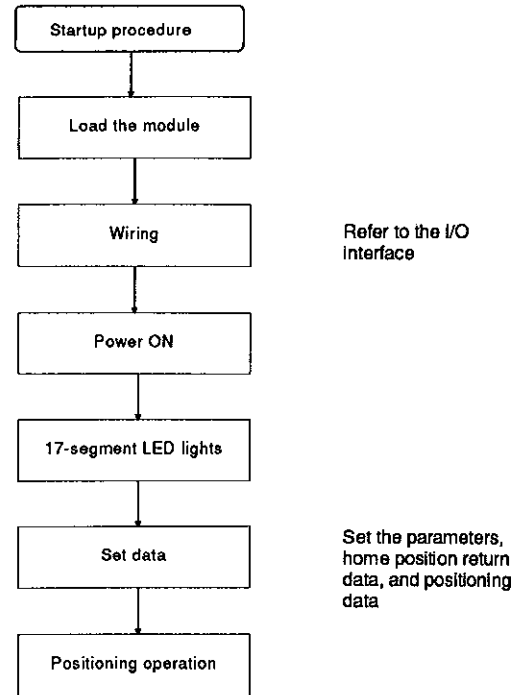 Startup procedure
Load the module
Wiring
Refer to the I/O
interface
Power ON
17-segment LED lights
Set data
Set the parameters,
home position return
data, and positioning
data
Positioning operation